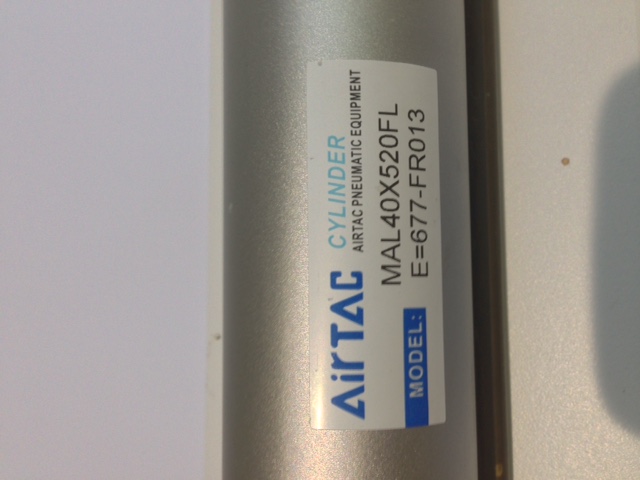 AirTAC CYLINDER
AIRTAC PNEUMATIC EQUIPMENT
MODEL: MAL40X520FL
E=677-FR013